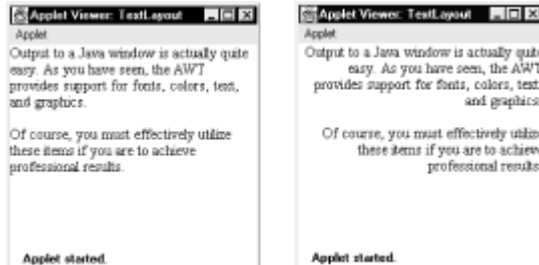 Applet Viewer: TextLayout
Applet
Output to a Java window is actually quite
easy. As you have seen, the AWT
provides support for fonts, colors, text,
and graphics.
Of course, you must effectively utilize
these items if you are to achieve
professional results.
Applet started.
Applet Viewer: TextLayout
Applet
Output to a Java window is actually quite
easy. As you have seen, the AWT
provides support for fonts, colors, text,
and graphics.
Of course, you must effectively utilize
these items if you are to achieve
professional results.
Applet started.